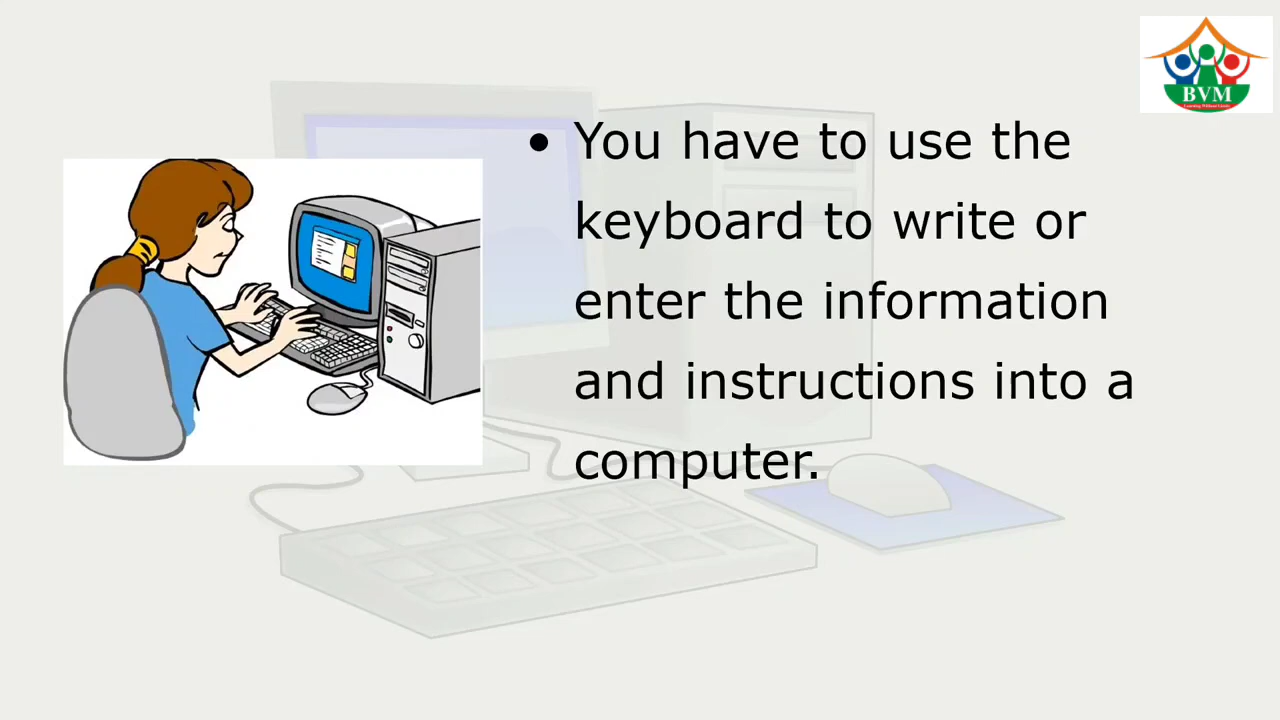 BVM
• You have to use the
keyboard to write or
enter the information
and instructions into a
computer.